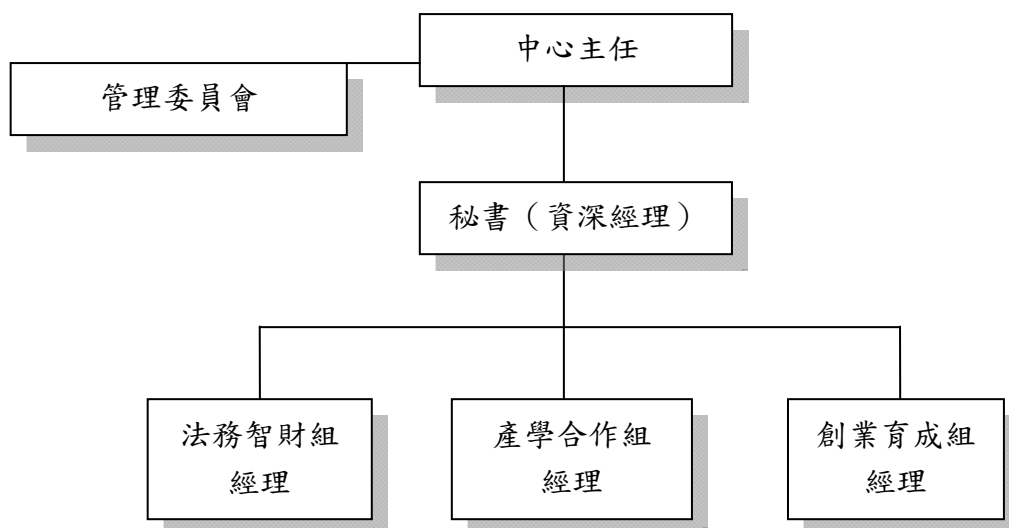 中心主任
管理委員會
秘書（資深經理）
法務智財組
經理
產學合作組
經理
創業育成組
經理